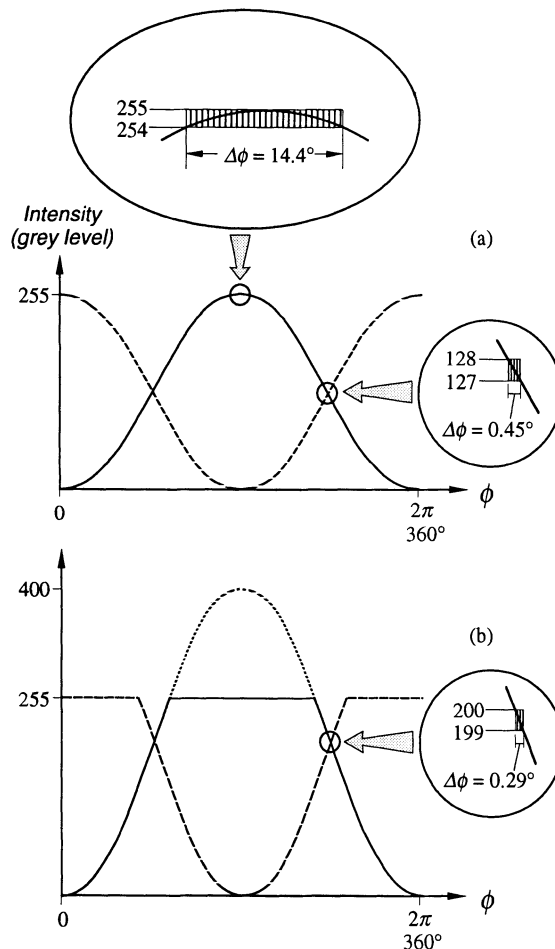 255
254
Δϕ = 14.4°
Intensity
(grey level)
(a)
255
128
127
Δϕ = 0.45°
0
2π
360°
ϕ
400
(b)
255
200
199
Δϕ = 0.29°
0
2π
360°
ϕ